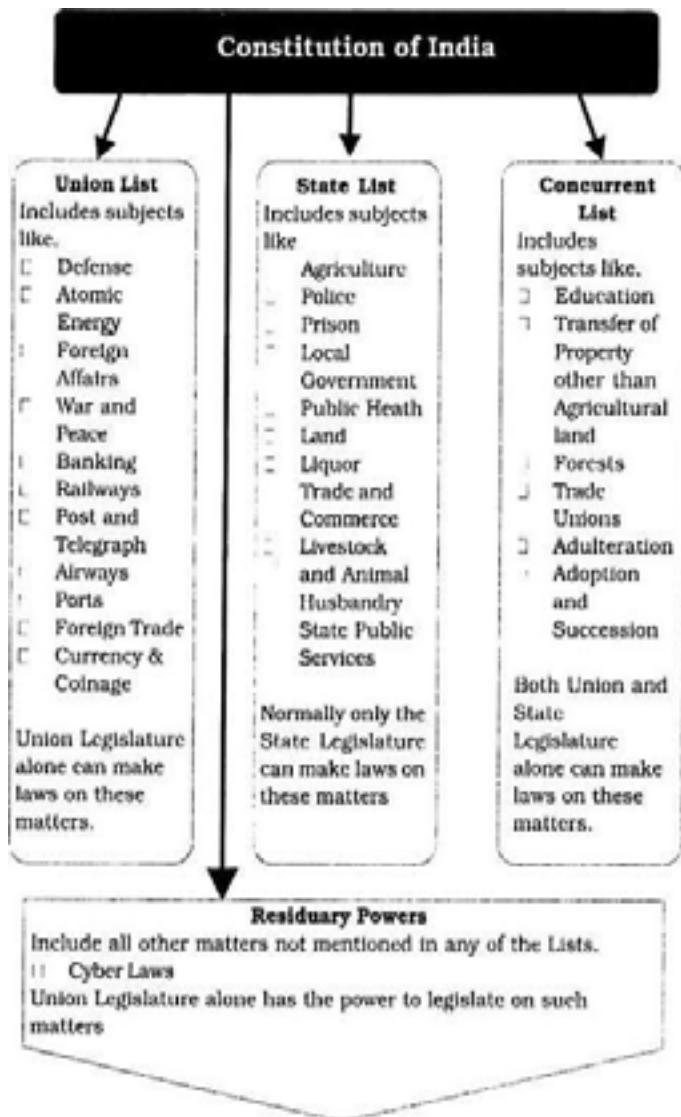 Constitution of India
Union List
Includes subjects
like.
Defense
Atomic
Energy
Foreign
Affairs
War and
Peace
Banking
Railways
Post and
Telegraph
Airways
Ports
Foreign Trade
Currency &
Coinage
Union Legislature
alone can make
laws on these
matters.
State List
Includes subjects
like
Agriculture
Police
Prison
Local
Government
Public Heath
Land
Liquor
Trade and
Commerce
Livestock
and Animal
Husbandry
State Public
Services
Normally only the
State Legislature
can make laws on
these matters
Concurrent
List
Includes
subjects like.
Education
Transfer of
Property
other than
Agricultural
land
Forests
Trade
Unions
Adulteration
Adoption
and
Succession
Both Union and
State
Legislature
alone can make
laws on these
matters.
Residuary Powers
Include all other matters not mentioned in any of the Lists.
Cyber Laws
Union Legislature alone has the power to legislate on such
matters